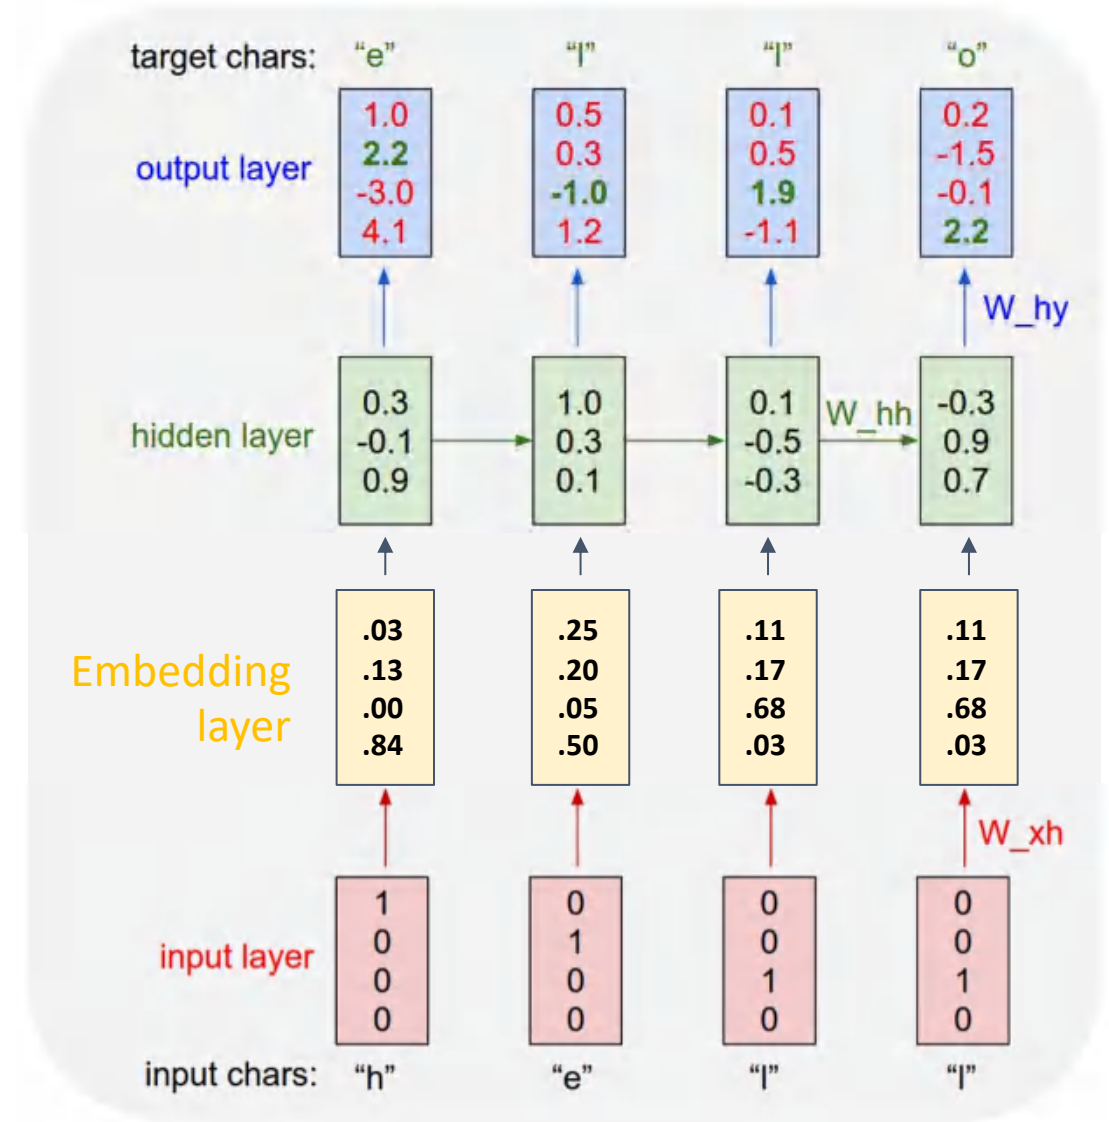 target chars: “e” “l” “l” “o”
output layer
1.0 0.5 0.1 0.2
2.2 0.3 0.5 -1.5
-3.0 -1.0 1.9 -0.1
4.1 1.2 -1.1 2.2
W_hy
hidden layer
0.3 1.0 0.1 -0.3
-0.1 0.3 -0.5 0.9
0.9 0.1 -0.3 0.7
W_hh
Embedding
layer
.03 .25 .11 .11
.13 .20 .17 .17
.00 .05 .68 .68
.84 .50 .03 .03
W_xh
input layer
1 0 0 0
0 1 0 0
0 0 1 1
0 0 0 0
input chars: “h” “e” “l” “l”